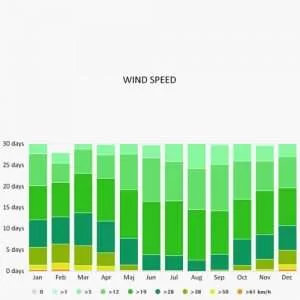 WIND SPEED
30 days
25 days
20 days
15 days
10 days
5 days
0 days
Jan Feb Mar Apr May Jun Jul Aug Sep Oct Nov Dec
0 >1 >5 >12 >19 >28 >38 >50 >61 km/h